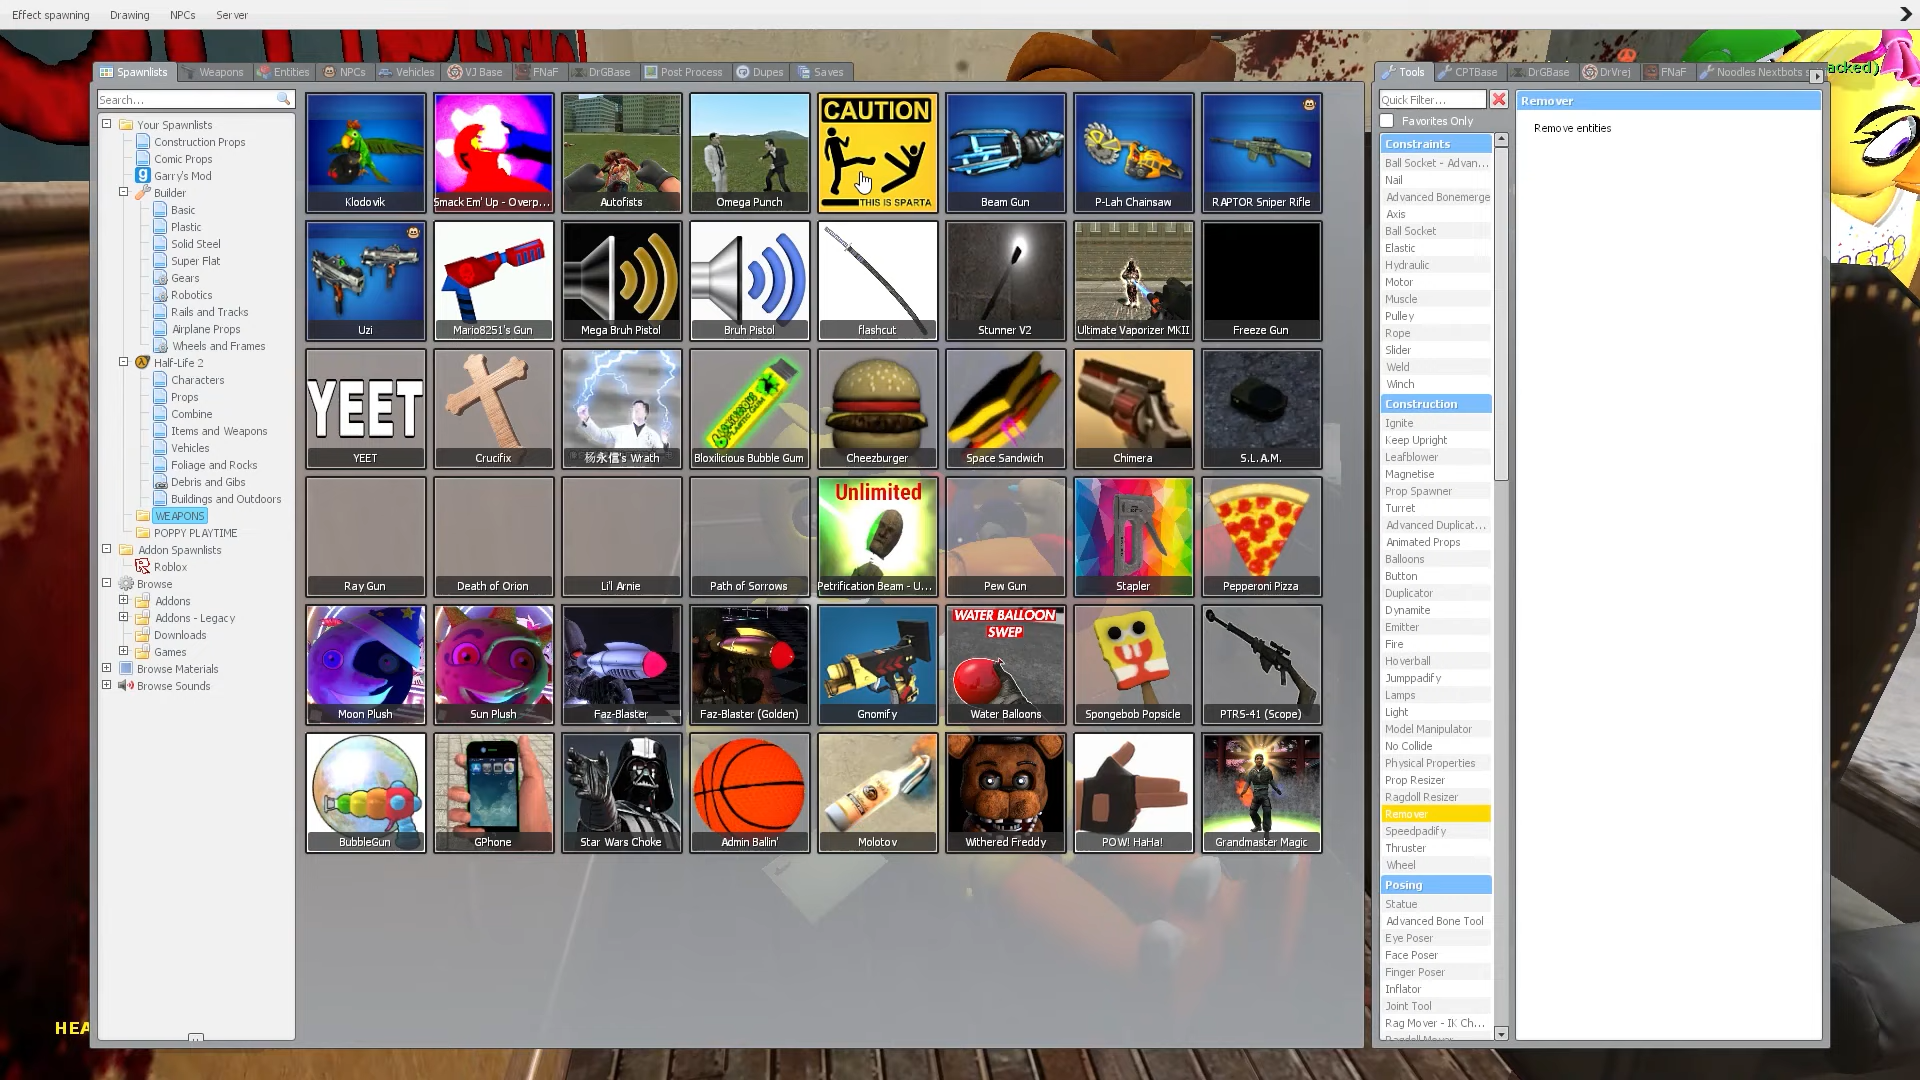 Effect spawning Drawing NPCs Server
Spawnlists Weapons Entities NPCs Vehicles VJ Base FNaF DrGBase Post Process Dupes Saves
Tools CPTBase DrGBase DrVrej FNaF Noodles Nextbots s
acked)
Search...
Your Spawnlists
Construction Props
Comic Props
Garry's Mod
Builder
Basic
Plastic
Solid Steel
Super Flat
Gears
Robotics
Rails and Tracks
Airplane Props
Wheels and Frames
Half-Life 2
Characters
Props
Combine
Items and Weapons
Vehicles
Foliage and Rocks
Debris and Gibs
Buildings and Outdoors
WEAPONS
POPPY PLAYTIME
Addon Spawnlists
Roblox
Browse
Addons
Addons - Legacy
Downloads
Games
Browse Materials
Browse Sounds
CAUTION
THIS IS SPARTA
Klodovik Smack Em' Up - Overp... Autofists Omega Punch Beam Gun P-Lah Chainsaw RAPTOR Sniper Rifle
Uzi Mario8251's Gun Mega Bruh Pistol Bruh Pistol flashcut Stunner V2 Ultimate Vaporizer MKII Freeze Gun
YEET
YEET Crucifix 杨永信's Wrath Bloxilicious Bubble Gum Cheezburger Space Sandwich Chimera S.L.A.M.
Unlimited
Ray Gun Death of Orion Li'l Arnie Path of Sorrows Petrification Beam - U... Pew Gun Stapler Pepperoni Pizza
WATER BALLOON
SWEP
Moon Plush Sun Plush Faz-Blaster Faz-Blaster (Golden) Gnomify Water Balloons Spongebob Popsicle PTRS-41 (Scope)
BubbleGun GPhone Star Wars Choke Admin Ballin' Molotov Withered Freddy POW! HaHa! Grandmaster Magic
HEA
Quick Filter...
Favorites Only
Constraints
Ball Socket - Advan...
Nail
Advanced Bonemerge
Axis
Ball Socket
Elastic
Hydraulic
Motor
Muscle
Pulley
Rope
Slider
Weld
Winch
Construction
Ignite
Keep Upright
Leafblower
Magnetise
Prop Spawner
Turret
Advanced Duplicat...
Animated Props
Balloons
Button
Duplicator
Dynamite
Emitter
Fire
Hoverball
Jumppadify
Lamps
Light
Model Manipulator
No Collide
Physical Properties
Prop Resizer
Ragdoll Resizer
Remover
Speedpadify
Thruster
Wheel
Posing
Statue
Advanced Bone Tool
Eye Poser
Face Poser
Finger Poser
Inflator
Joint Tool
Rag Mover - IK Ch...
Ragdoll Mover
Remover
Remove entities